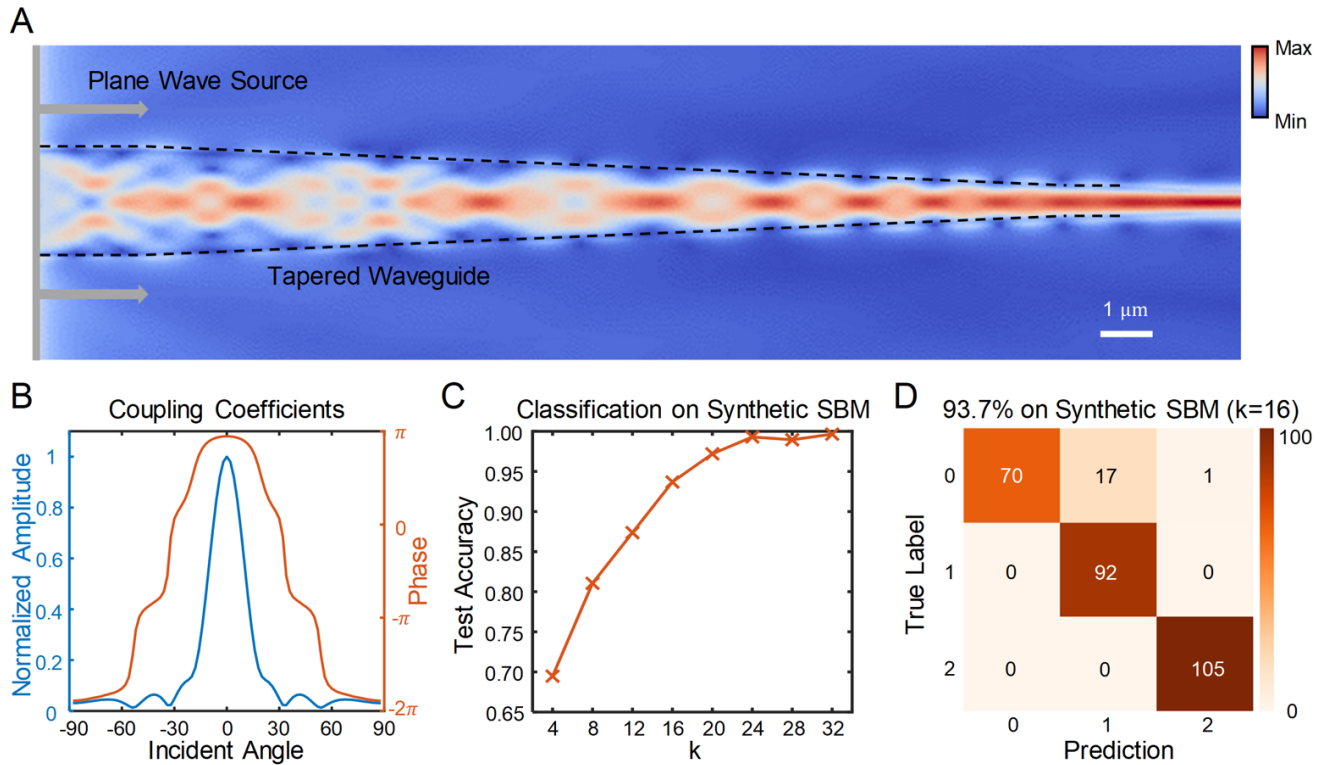 A
Plane Wave Source
Tapered Waveguide
1 μm
Max
Min
B
Coupling Coefficients
Normalized Amplitude
1
0.8
0.6
0.4
0.2
0
Phase
π
0
-π
-2π
-90 -60 -30 0 30 60 90
Incident Angle
C
Classification on Synthetic SBM
Test Accuracy
1.00
0.95
0.90
0.85
0.80
0.75
0.70
0.65
4 8 12 16 20 24 28 32
k
D
93.7% on Synthetic SBM (k=16)
True Label
0 70 17 1
1 0 92 0
2 0 0 105
0 1 2
Prediction
100
0